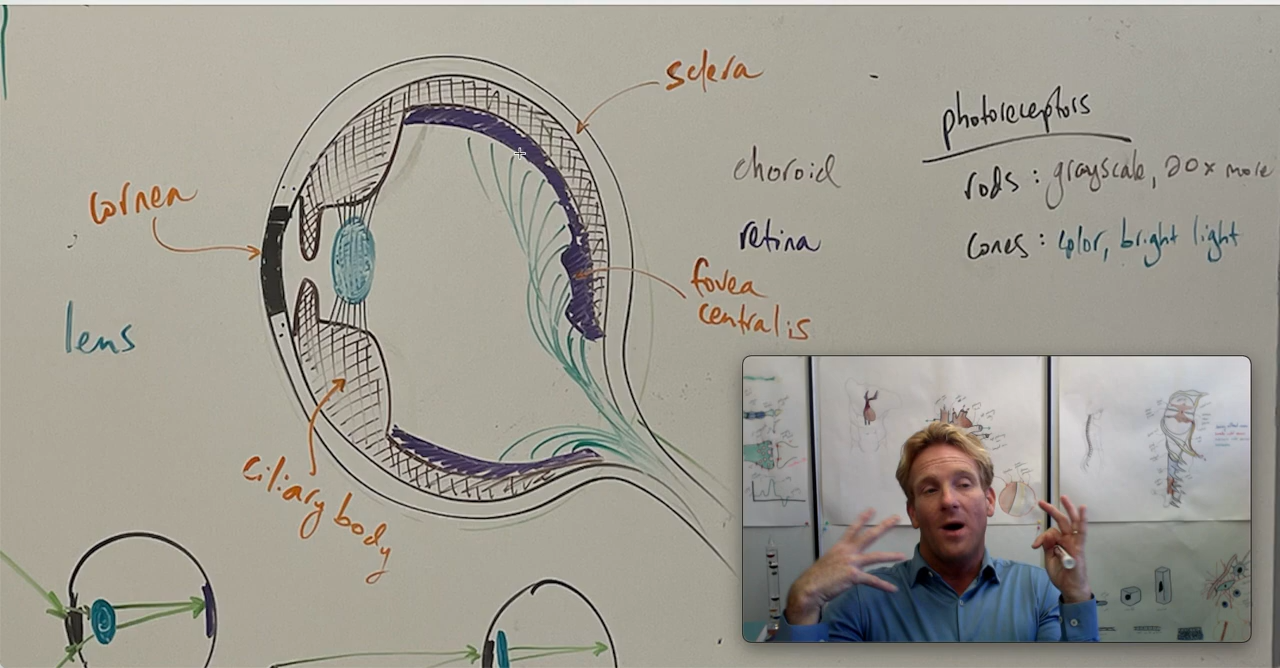 sclera
photoreceptors
choroid
rods : grayscale, 20x more
cornea
retina
cones : color, bright light
fovea
centralis
lens
ciliary body